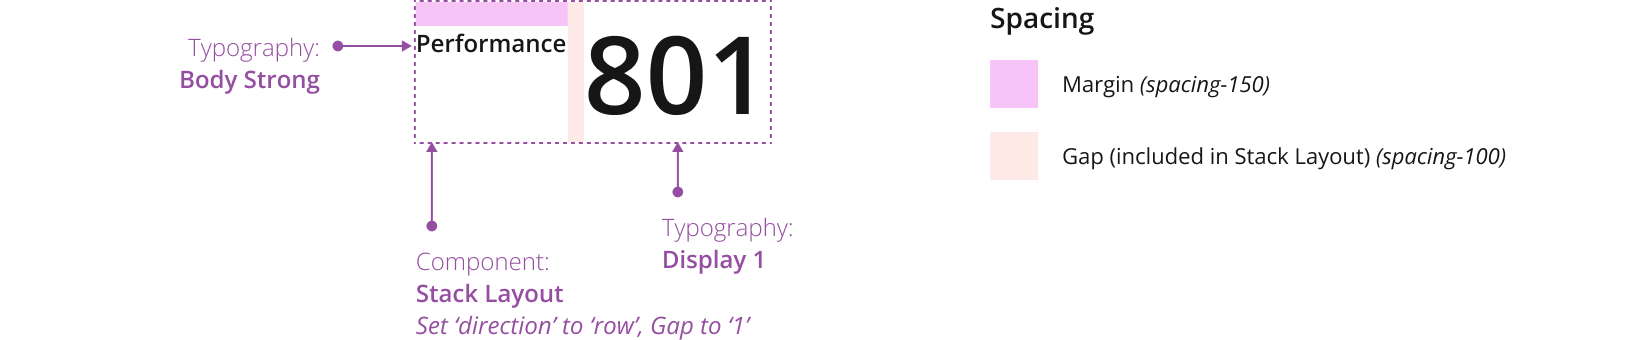 Typography:
Body Strong
Performance
801
Component:
Stack Layout
Set ‘direction’ to ‘row’, Gap to ‘1’
Typography:
Display 1
Spacing
Margin (spacing-150)
Gap (included in Stack Layout) (spacing-100)